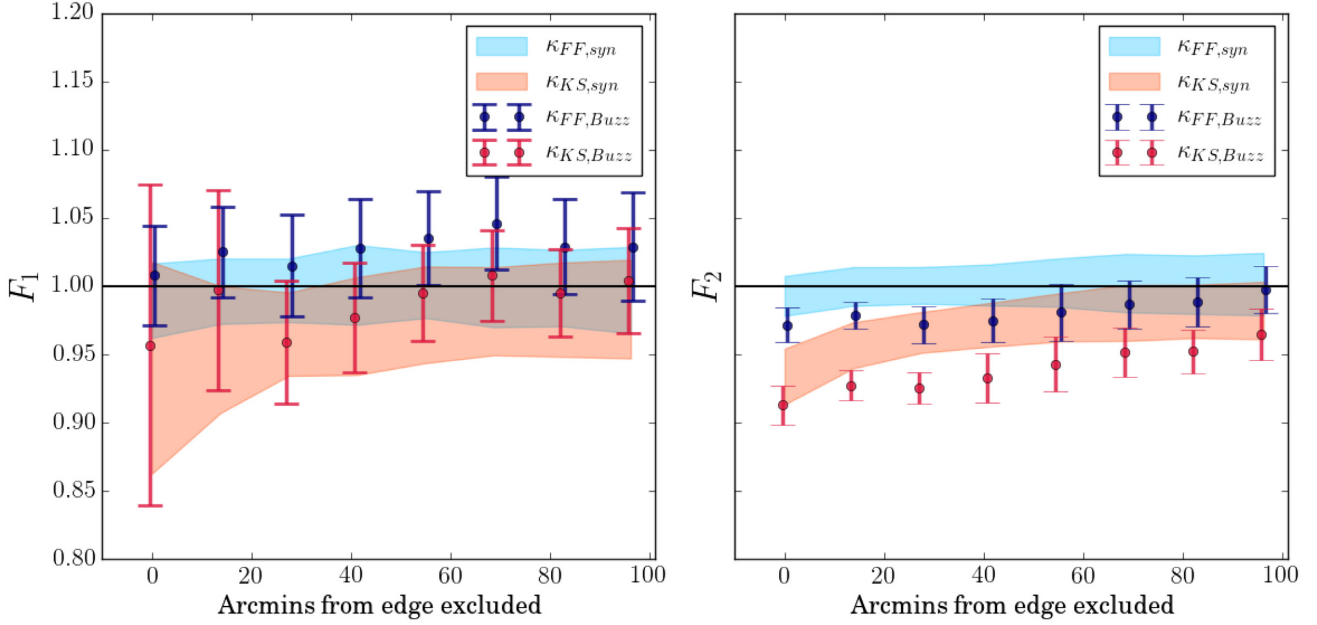 1.20
1.15
1.10
1.05
1.00
0.95
0.90
0.85
0.80
F1
κFF,syn
κKS,syn
κFF,Buzz
κKS,Buzz
0 20 40 60 80 100
Arcmins from edge excluded
F2
κFF,syn
κKS,syn
κFF,Buzz
κKS,Buzz
0 20 40 60 80 100
Arcmins from edge excluded